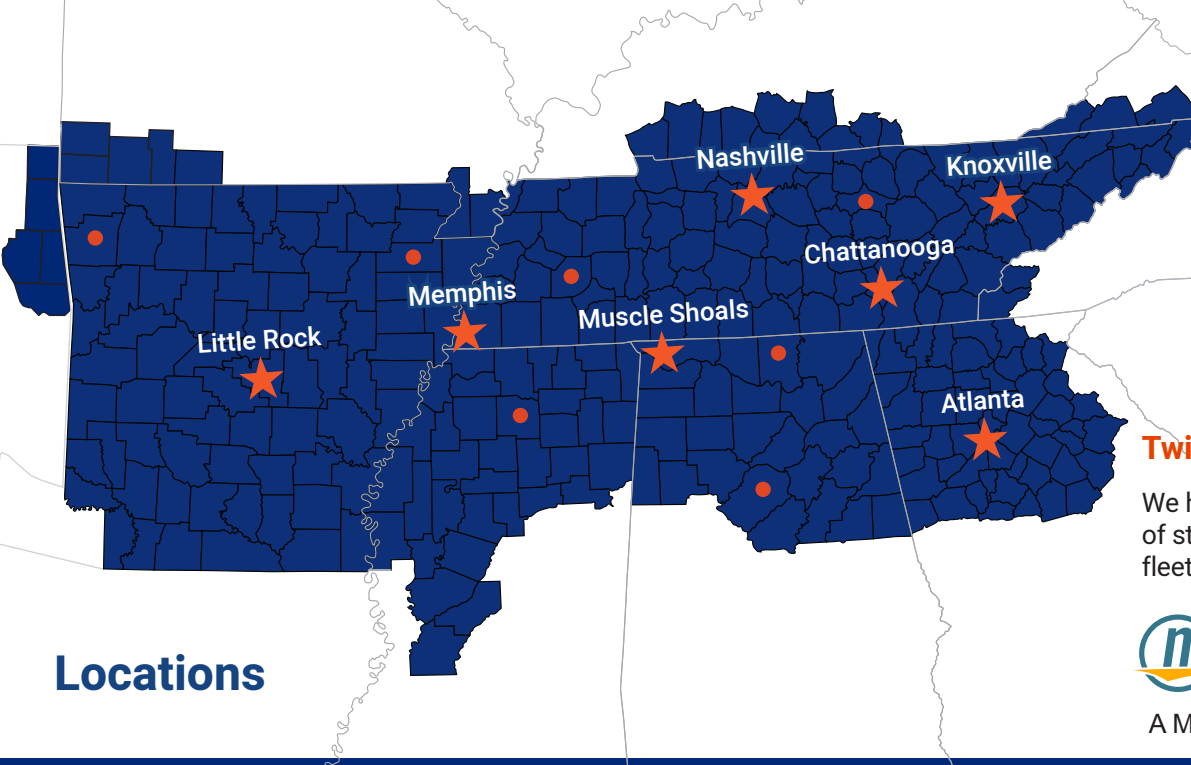 Nashville
Knoxville
Chattanooga
Memphis
Muscle Shoals
Little Rock
Atlanta
Twi
We h
of st
fleet
n
A M
Locations